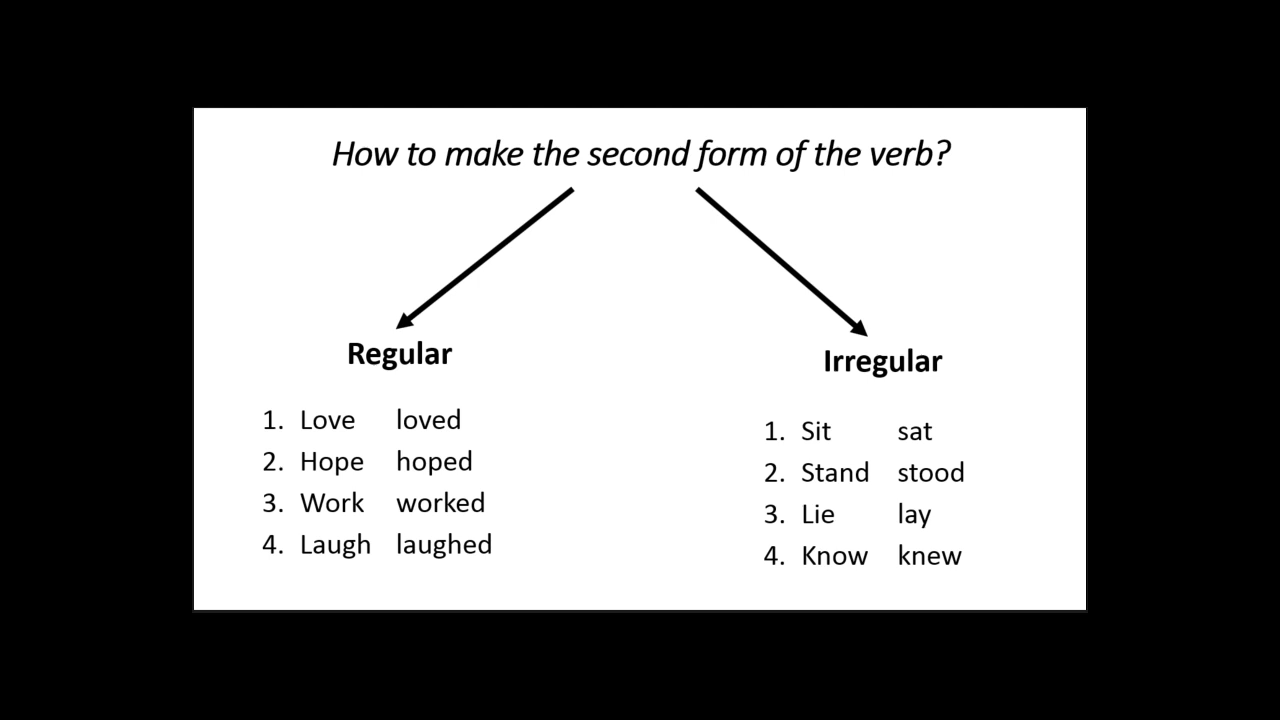 How to make the second form of the verb?
Regular
1. Love loved
2. Hope hoped
3. Work worked
4. Laugh laughed
Irregular
1. Sit sat
2. Stand stood
3. Lie lay
4. Know knew